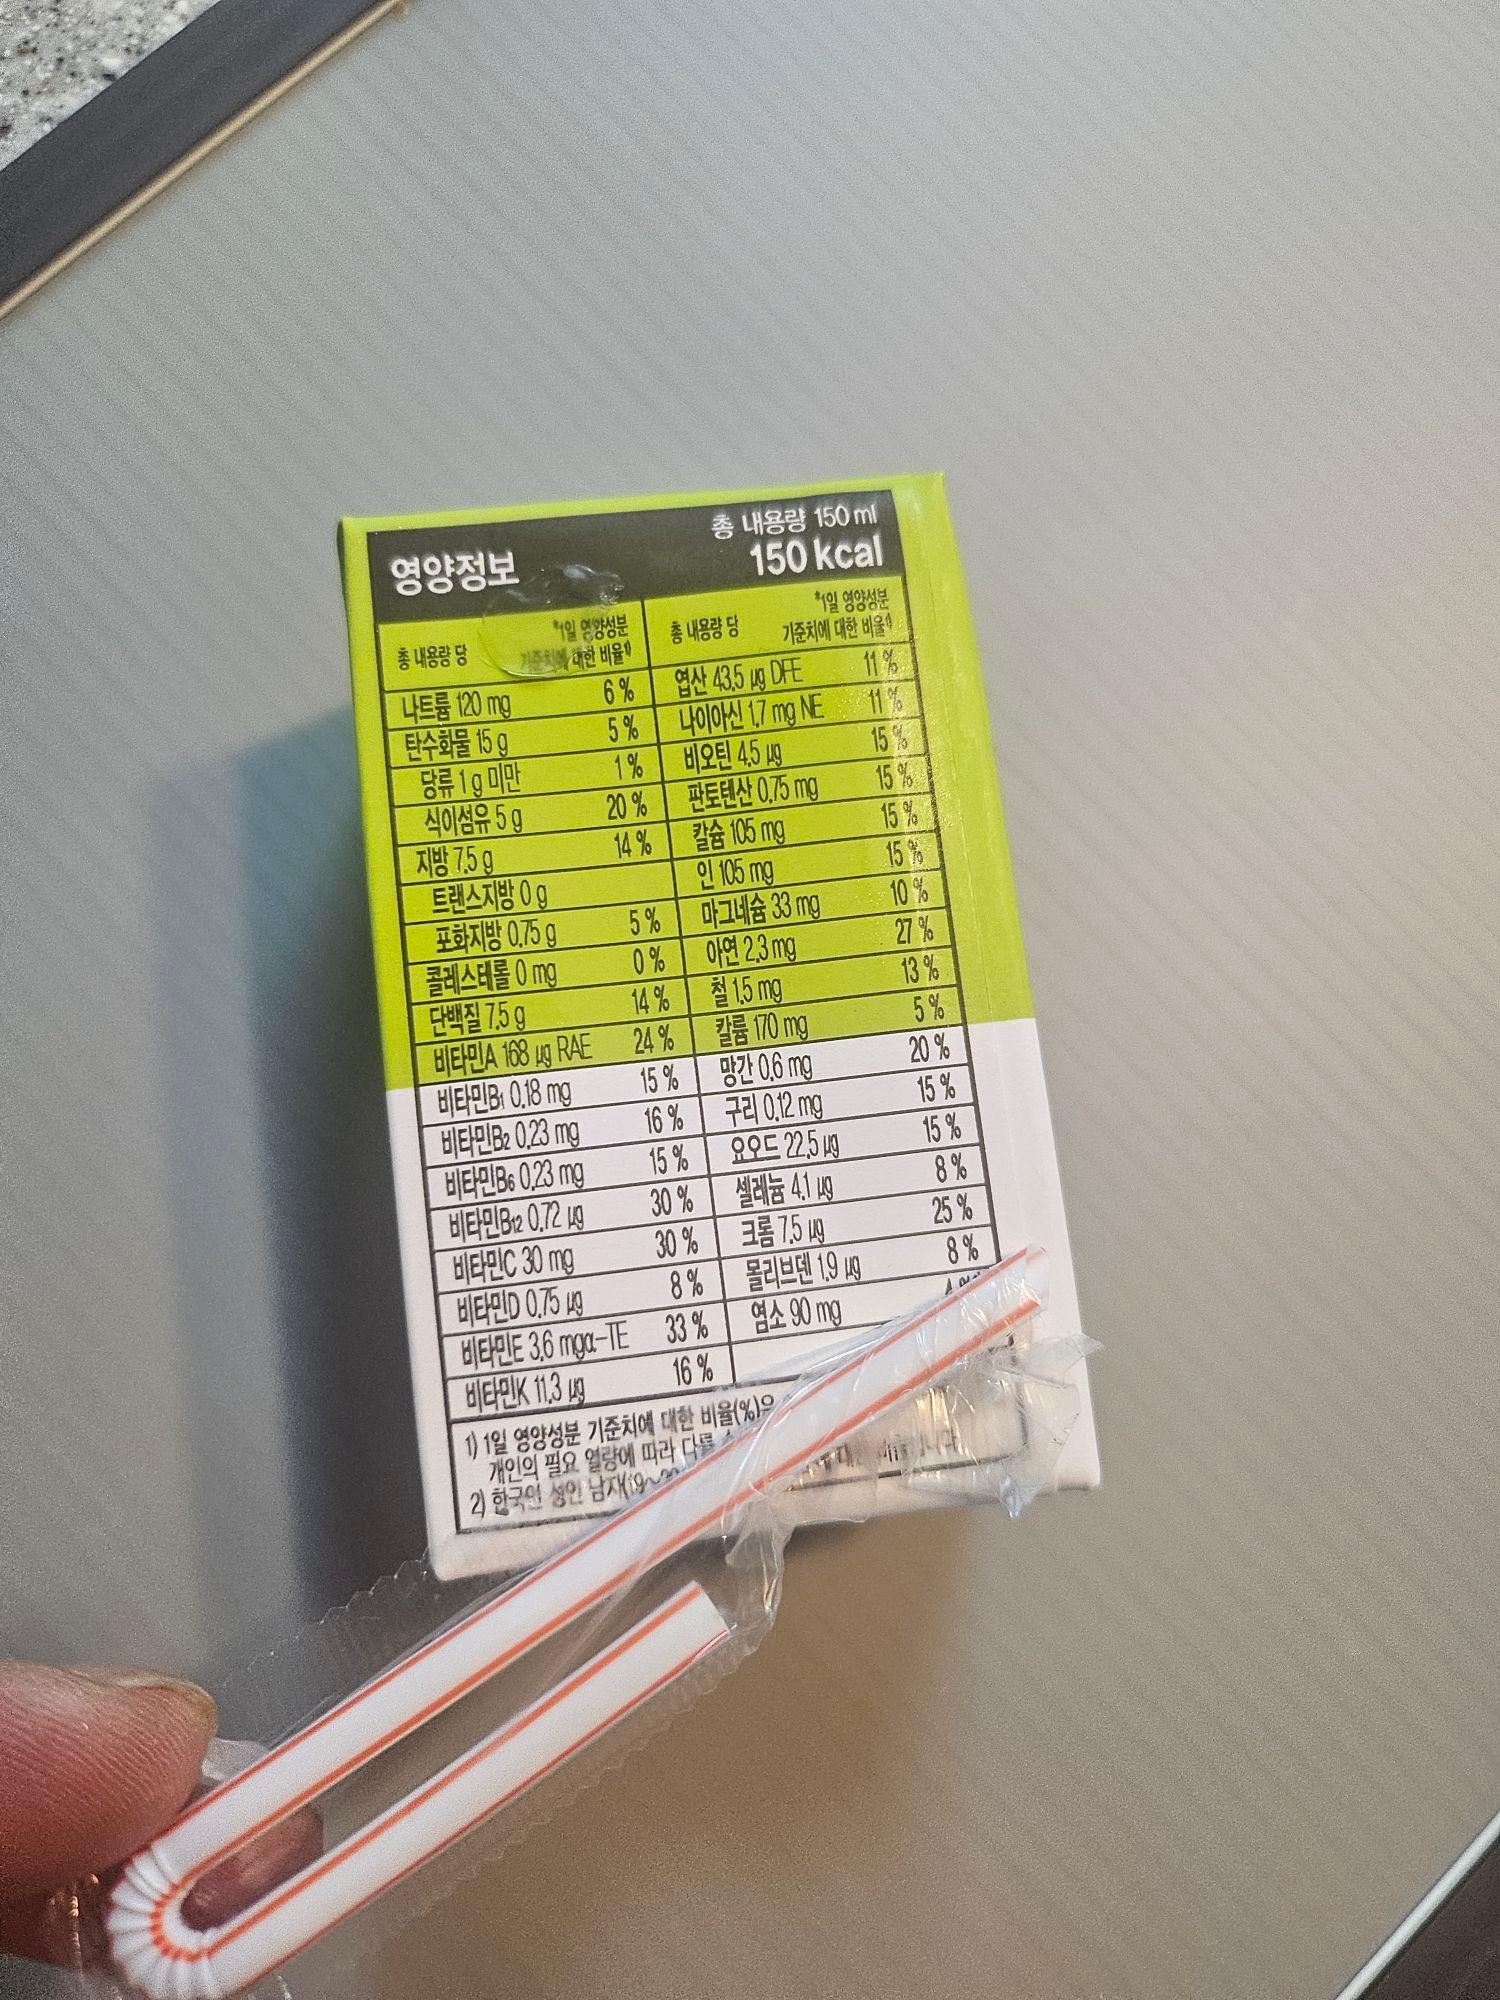 영양정보
총 내용량 150 ml
150 kcal
총 내용량 당
*1일 영양성분
기준치에 대한 비율1)
나트륨 120 mg 6 %
탄수화물 15 g 5 %
당류 1 g 미만 1 %
식이섬유 5 g 20 %
지방 7.5 g 14 %
트랜스지방 0 g
포화지방 0.75 g 5 %
콜레스테롤 0 mg 0 %
단백질 7.5 g 14 %
비타민A 168 µg RAE 24 %
비타민B1 0.18 mg 15 %
비타민B2 0.23 mg 16 %
비타민B6 0.23 mg 15 %
비타민B12 0.72 µg 30 %
비타민C 30 mg 30 %
비타민D 0.75 µg 8 %
비타민E 3.6 mgα-TE 33 %
비타민K 11.3 µg 16 %
총 내용량 당
*1일 영양성분
기준치에 대한 비율1)
엽산 43.5 µg DFE 11 %
나이아신 1.7 mg NE 11 %
비오틴 4.5 µg 15 %
판토텐산 0.75 mg 15 %
칼슘 105 mg 15 %
인 105 mg 15 %
마그네슘 33 mg 10 %
아연 2.3 mg 27 %
철 1.5 mg 13 %
칼륨 170 mg 5 %
망간 0.6 mg 20 %
구리 0.12 mg 15 %
요오드 22.5 µg 15 %
셀레늄 4.1 µg 8 %
크롬 7.5 µg 25 %
몰리브덴 1.9 µg 8 %
염소 90 mg
1) 1일 영양성분 기준치에 대한 비율(%)은
개인의 필요 열량에 따라 다를
2) 한국인 성인 남자(19~